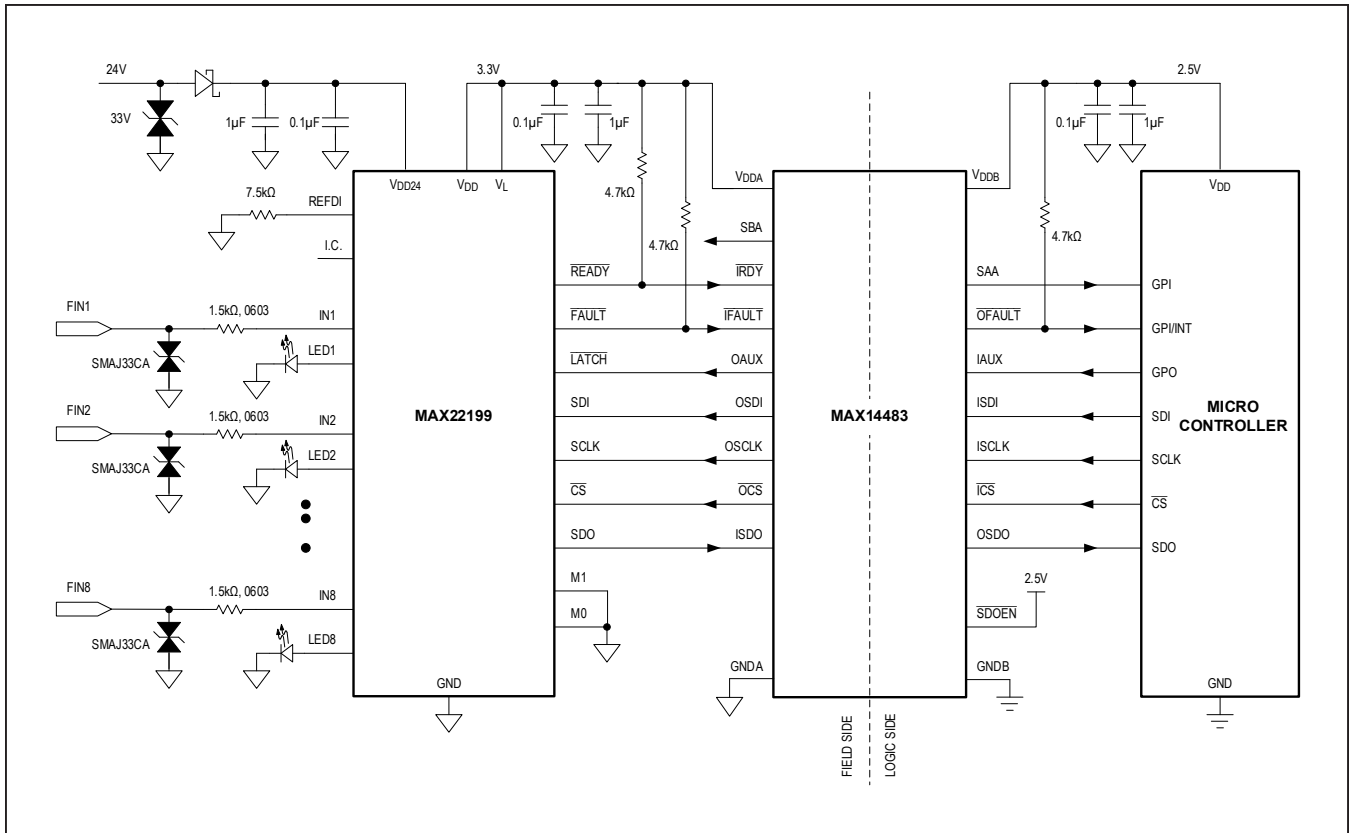 24V
33V
1µF
0.1µF
3.3V
0.1µF
1µF
4.7kΩ
4.7kΩ
2.5V
0.1µF
1µF
4.7kΩ
VDD24
VDD
VL
7.5kΩ
REFDI
I.C.
FIN1
1.5kΩ, 0603
IN1
SMAJ33CA
LED1
FIN2
1.5kΩ, 0603
IN2
SMAJ33CA
LED2
FIN8
1.5kΩ, 0603
IN8
SMAJ33CA
LED8
MAX22199
READY
FAULT
LATCH
SDI
SCLK
CS
SDO
M1
M0
GND
VDDA
SBA
IRDY
IFAULT
OAUX
OSDI
OSCLK
OCS
ISDO
GNDA
MAX14483
VDDB
SAA
OFAULT
IAUX
ISDI
ISCLK
ICS
OSDO
2.5V
SDOEN
GNDB
FIELD SIDE
LOGIC SIDE
VDD
GPI
GPI/INT
GPO
SDI
SCLK
CS
SDO
MICRO
CONTROLLER
GND